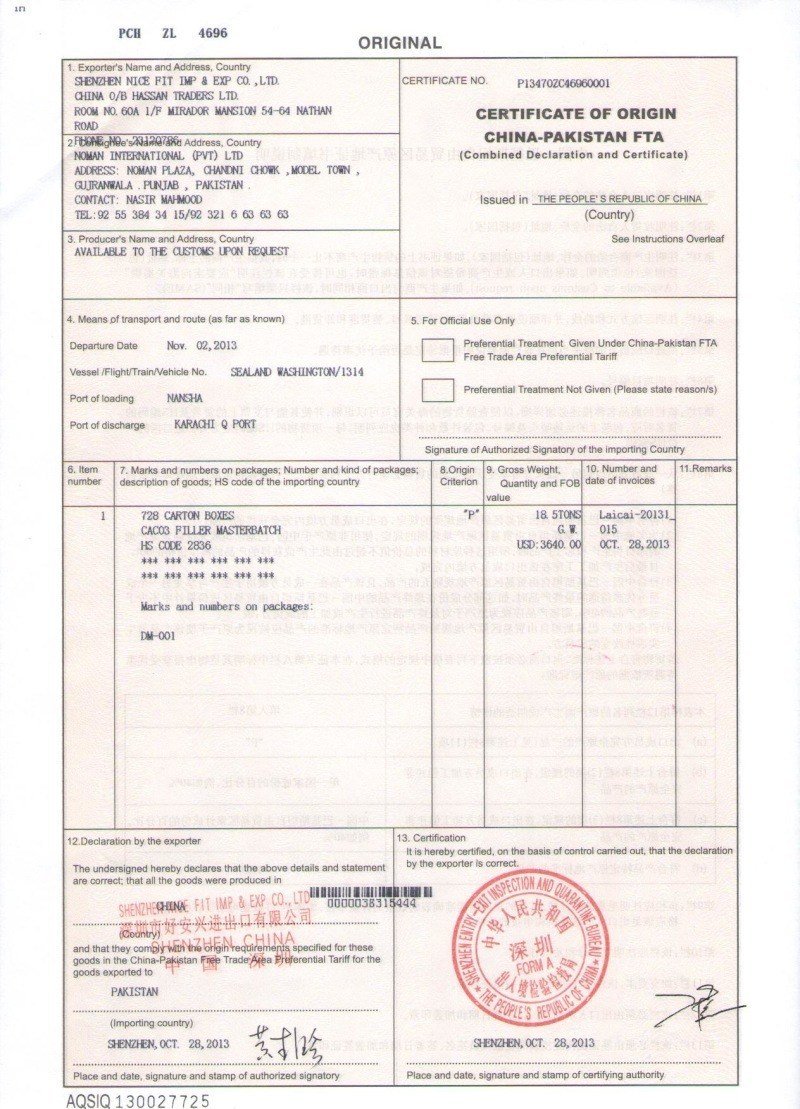 PCH ZL 4696
ORIGINAL
1. Exporter's Name and Address, Country
SHENZHEN NICE FIT IMP & EXP CO.,LTD.
CHINA O/B HASSAN TRADERS LTD.
ROOM NO. 60A 1/F MIRADOR MANSION 54-64 NATHAN
ROAD
PHONE NO. 23120786
2. Consignee's Name and Address, Country
NOMAN INTERNATIONAL (PVT) LTD
ADDRESS: NOMAN PLAZA, CHANDNI CHOWK ,MODEL TOWN ,
GUJRANWALA . PUNJAB , PAKISTAN .
CONTACT: NASIR MAHMOOD
TEL:92 55 384 34 15/92 321 6 63 63 63
3. Producer's Name and Address, Country
AVAILABLE TO THE CUSTOMS UPON REQUEST
CERTIFICATE NO. P13470ZC46960001
CERTIFICATE OF ORIGIN
CHINA-PAKISTAN FTA
(Combined Declaration and Certificate)
Issued in THE PEOPLE'S REPUBLIC OF CHINA
(Country)
See Instructions Overleaf
4. Means of transport and route (as far as known)
Departure Date Nov. 02,2013
Vessel /Flight/Train/Vehicle No. SEALAND WASHINGTON/1314
Port of loading NANSHA
Port of discharge KARACHI Q PORT
5. For Official Use Only
Preferential Treatment Given Under China-Pakistan FTA
Free Trade Area Preferential Tariff
Preferential Treatment Not Given (Please state reason/s)
Signature of Authorized Signatory of the importing Country
6. Item
number
7. Marks and numbers on packages; Number and kind of packages;
description of goods; HS code of the importing country
8.Origin
Criterion
9. Gross Weight,
Quantity and FOB
value
10. Number and
date of invoices
11.Remarks
1
728 CARTON BOXES
CACO3 FILLER MASTERBATCH
HS CODE 2836
*** *** *** *** *** *** ***
*** *** *** *** *** *** ***
Marks and numbers on packages:
DM-001
"P"
18.5TONS
G.W.
USD:3640.00
Laicai-20131
015
OCT. 28,2013
12.Declaration by the exporter
The undersigned hereby declares that the above details and statement
are correct; that all the goods were produced in
CHINA
0000038315444
SHENZHEN NICE FIT IMP & EXP CO., LTD
深圳市好安兴进出口有限公司
SHENZHEN CHINA
中国 深圳
(Country)
and that they comply with the origin requirements specified for these
goods in the China-Pakistan Free Trade Area Preferential Tariff for the
goods exported to
PAKISTAN
(Importing country)
SHENZHEN, OCT. 28,2013
Place and date, signature and stamp of authorized signatory
13. Certification
It is hereby certified, on the basis of control carried out, that the declaration
by the exporter is correct.
SHENZHEN ENTRY-EXIT INSPECTION AND QUARANTINE BUREAU
THE PEOPLE'S REPUBLIC OF CHINA
中华人民共和国
深圳
FORM A
出入境检验检疫局
SHENZHEN, OCT. 28,2013
Place and date, signature and stamp of certifying authority
AQSIQ 130027725